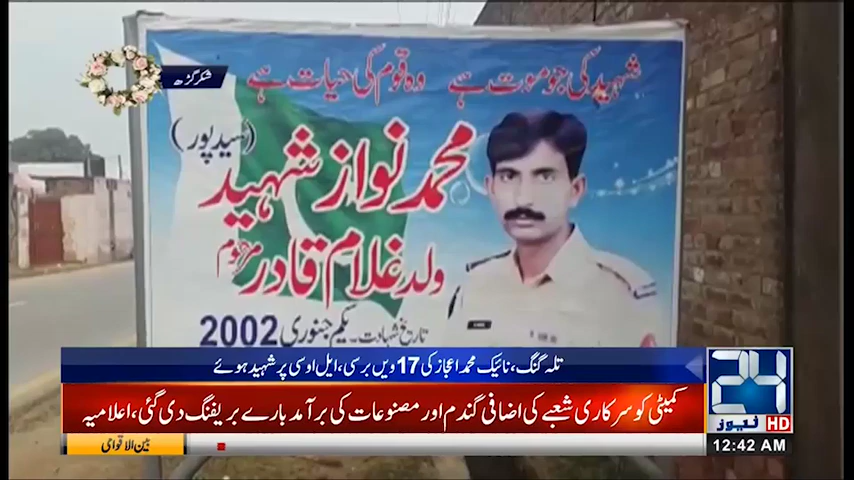 شکرگڑھ
شہید کی جو موت ہے وہ قوم کی حیات ہے
(سید پور)
محمد نواز شہید
ولد غلام قادر مرحوم
تاریخ شہادت ۔ یکم جنوری 2002
تلہ گنگ، نائیک محمد اعجاز کی 17 ویں برسی، ایل او سی پر شہید ہوئے
کمیٹی کو سرکاری شعبے کی اضافی گندم اور مصنوعات کی برآمد بارے بریفنگ دی گئی، اعلامیہ
24
نیوز HD
بین الاقوامی
12:42 AM